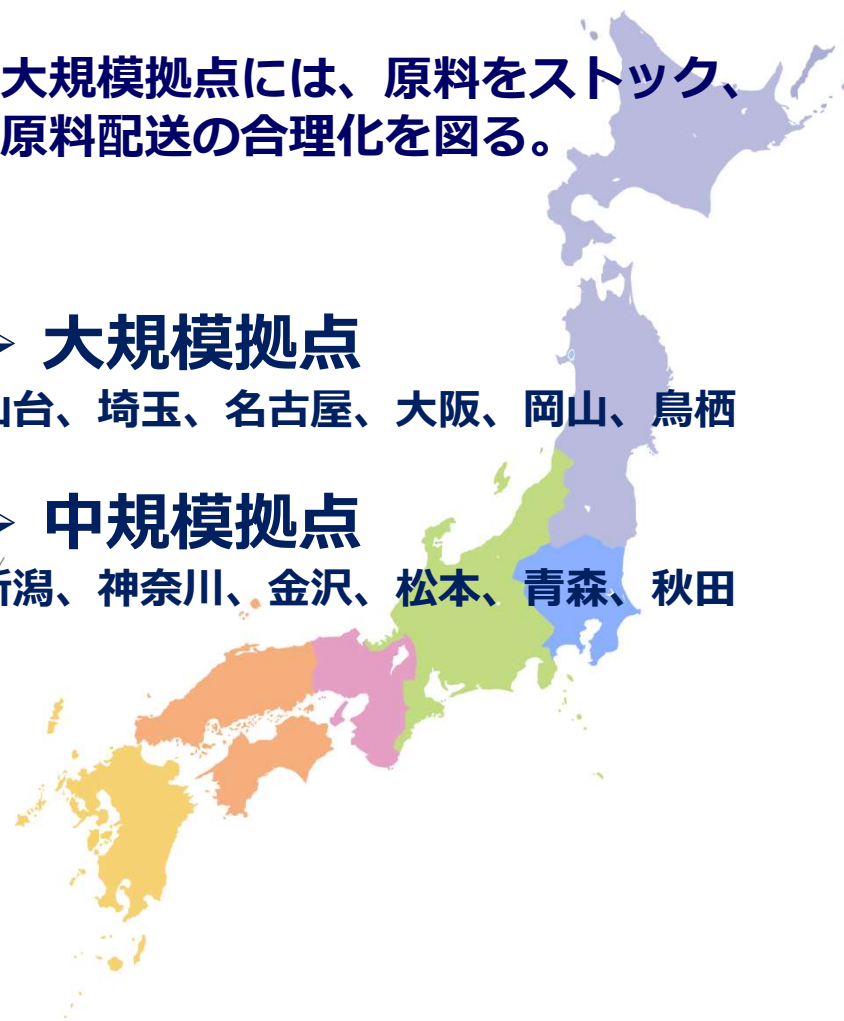 大規模拠点には、原料をストック、
原料配送の合理化を図る。
➢ 大規模拠点
仙台、埼玉、名古屋、大阪、岡山、鳥栖
➢ 中規模拠点
新潟、神奈川、金沢、松本、青森、秋田